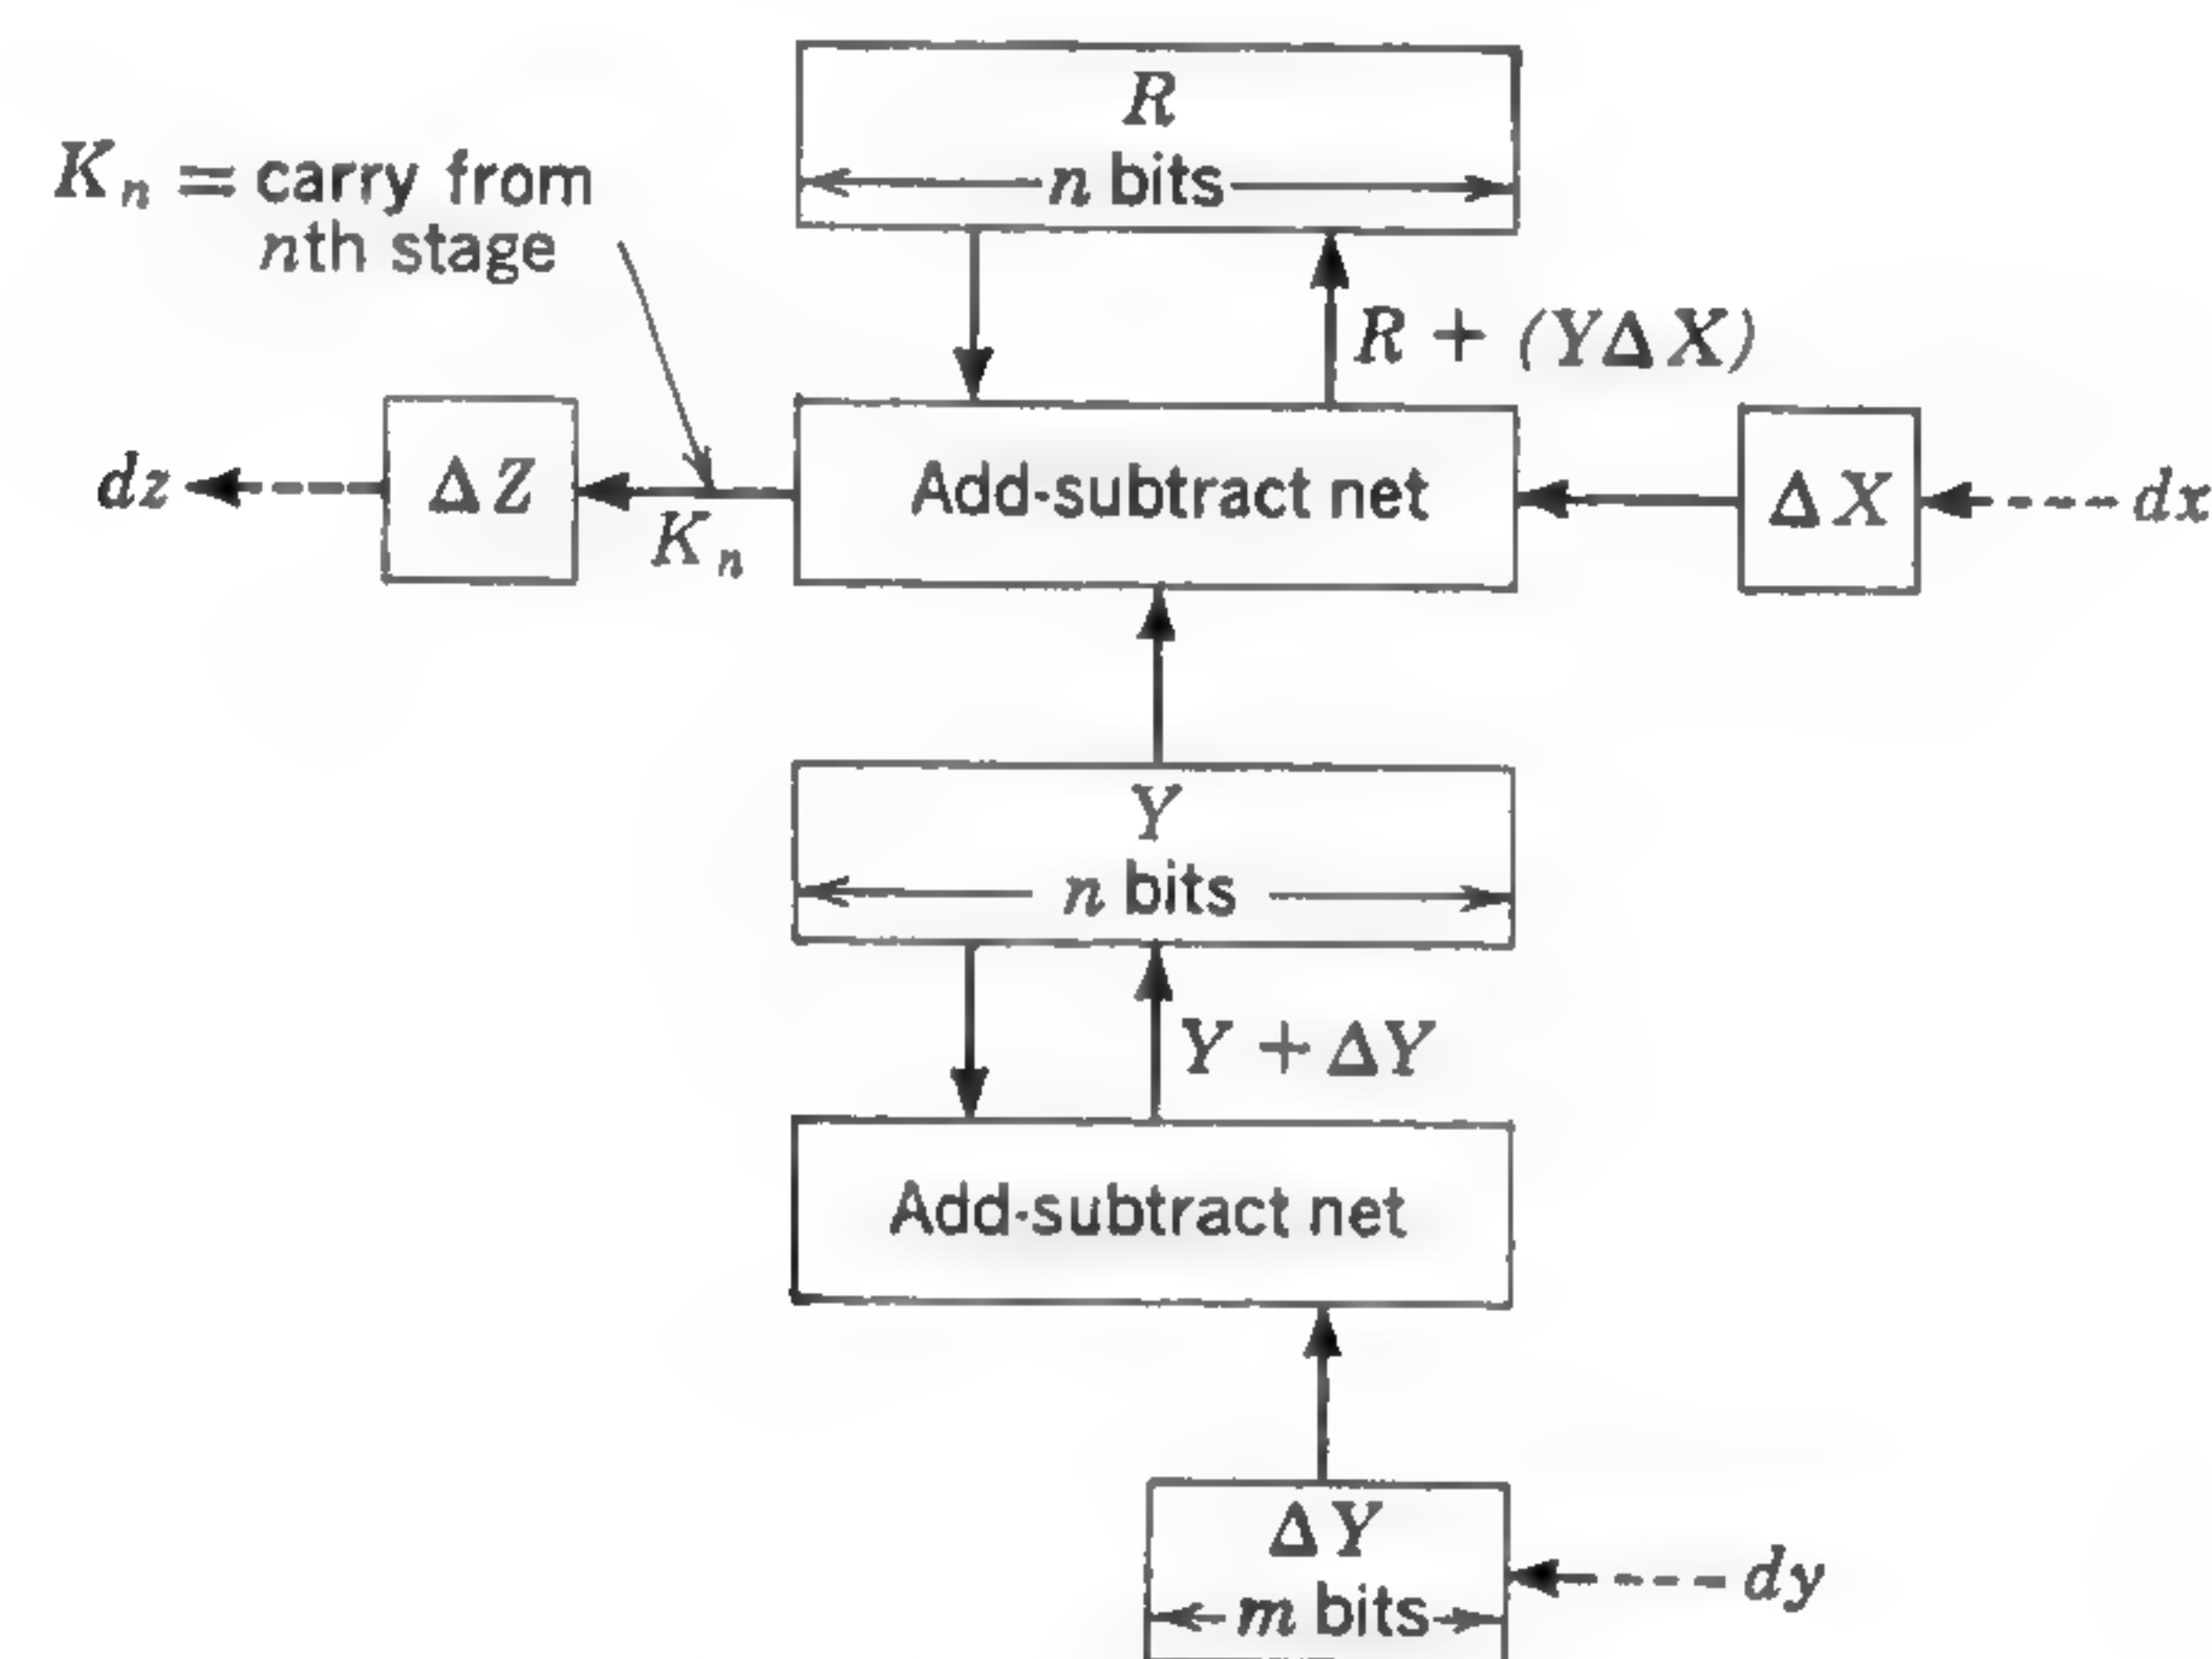 R
n bits
K_n = carry from
nth stage
R + (YΔX)
dz
ΔZ
K_n
Add-subtract net
ΔX
dx
Y
n bits
Y + ΔY
Add-subtract net
ΔY
m bits
dy